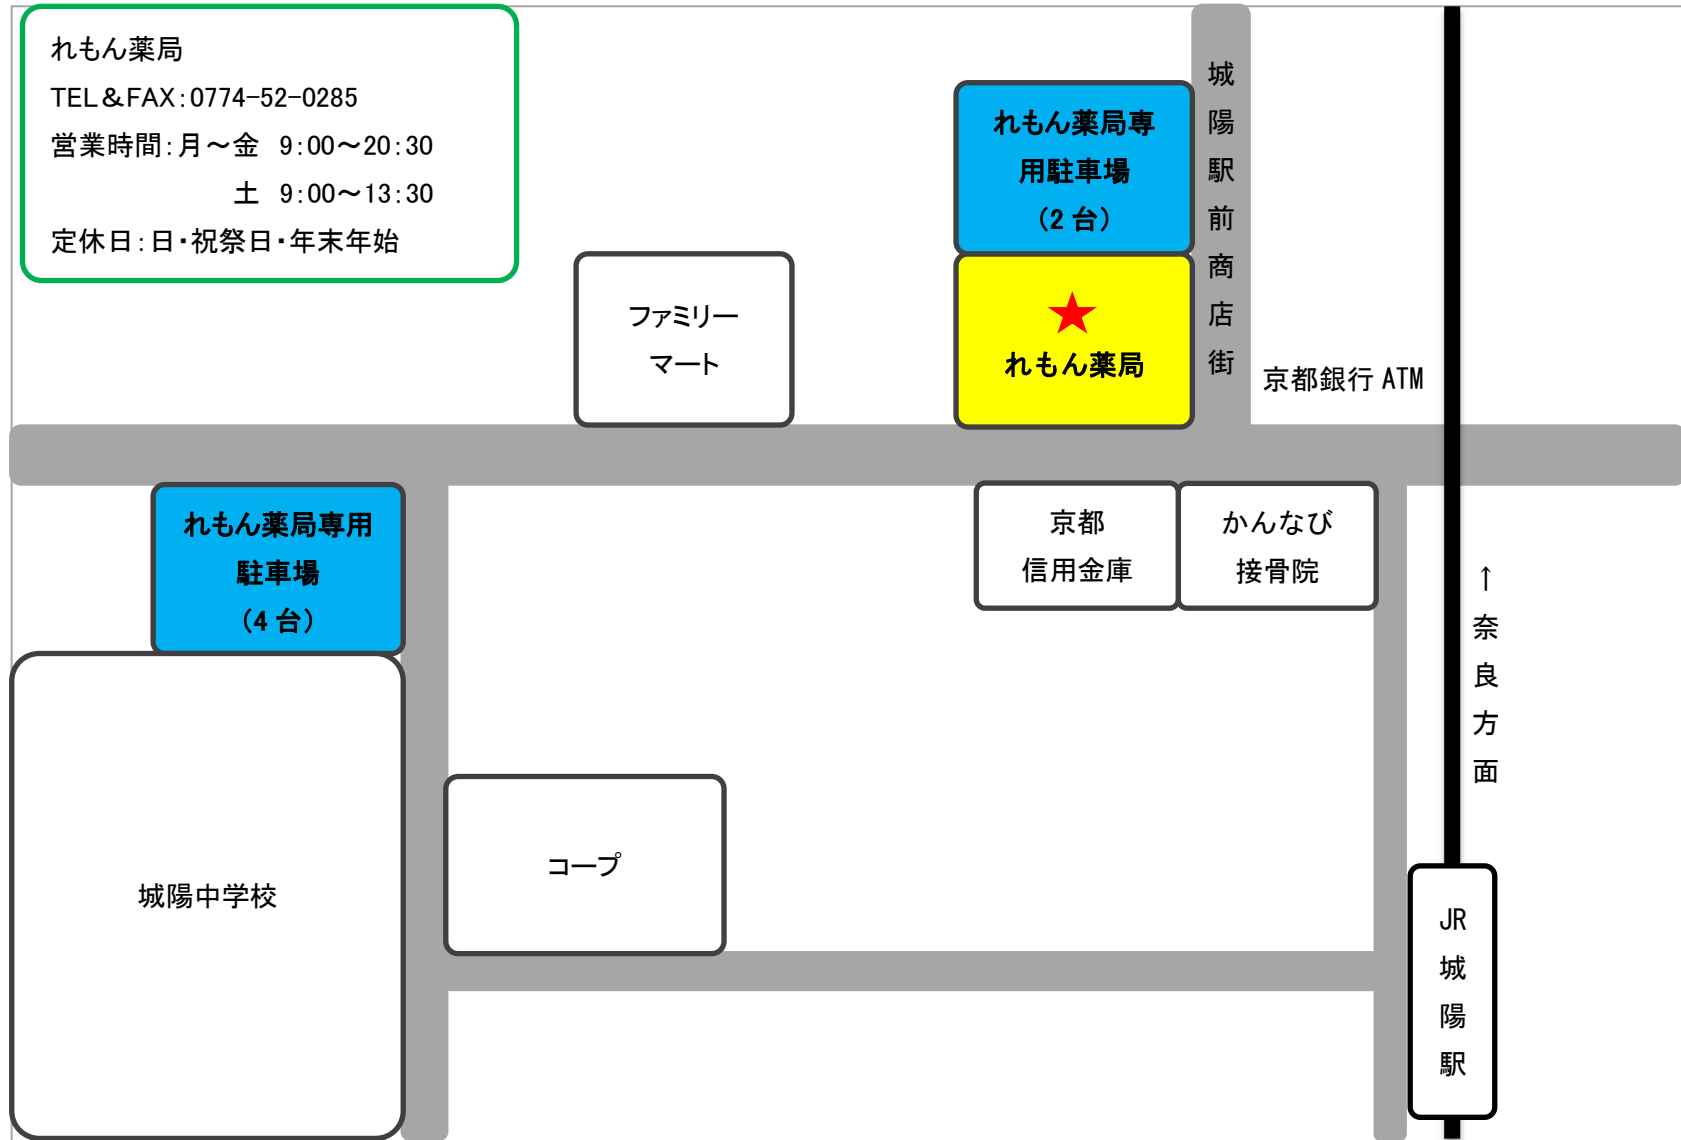 れもん薬局
TEL&FAX:0774-52-0285
営業時間:月~金 9:00~20:30
土 9:00~13:30
定休日:日・祝祭日・年末年始
れもん薬局専
用駐車場
(2 台)
城陽駅前商店街
ファミリー
マート
★
れもん薬局
京都銀行 ATM
れもん薬局専用
駐車場
(4 台)
京都
信用金庫
かんなび
接骨院
↑奈良方面
コープ
城陽中学校
JR城陽駅